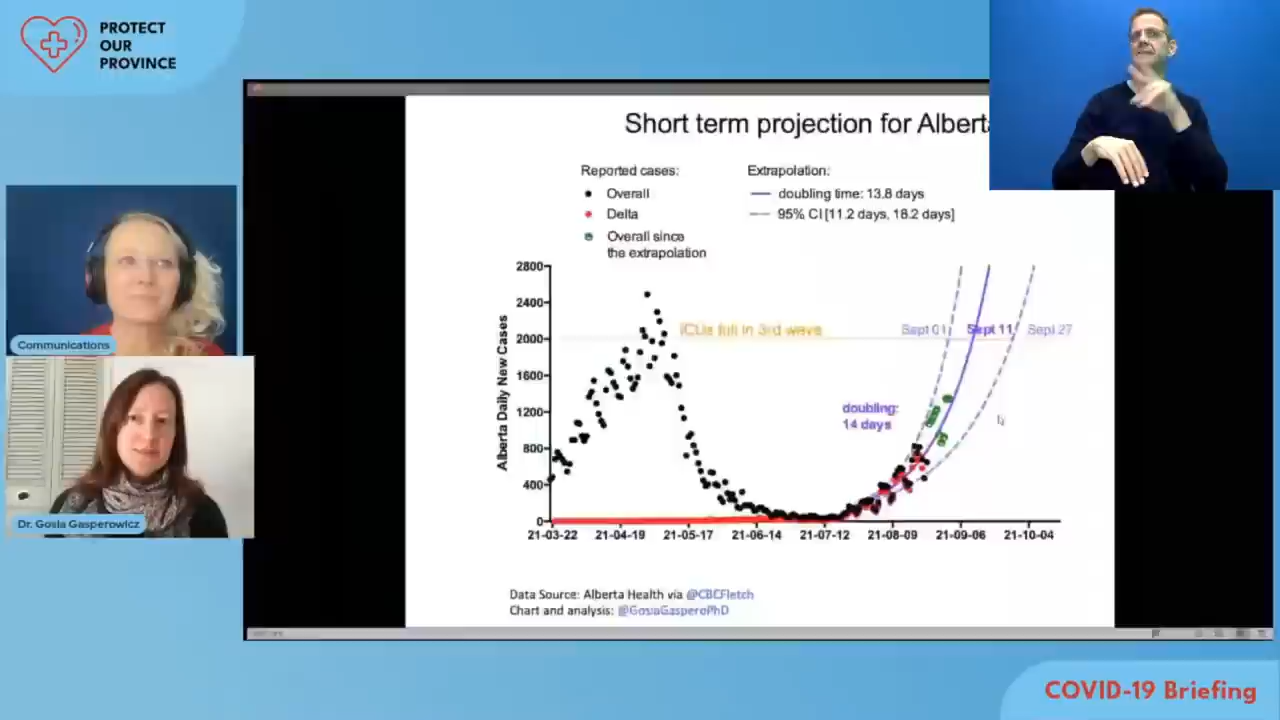 PROTECT
OUR
PROVINCE
Short term projection for Albert
Reported cases:
Overall
Delta
Overall since
the extrapolation
Extrapolation:
doubling time: 13.8 days
95% CI [11.2 days, 18.2 days]
2800
2400
2000
1600
1200
800
400
0
Alberta Daily New Cases
ICUs full in 3rd wave
Sept 01
Sept 11
Sept 27
doubling:
14 days
21-03-22 21-04-19 21-05-17 21-06-14 21-07-12 21-08-09 21-09-06 21-10-04
Data Source: Alberta Health via @CBCFletch
Chart and analysis: @GosiaGasperoPhD
Communications
Dr. Gosia Gasperowicz
COVID-19 Briefing